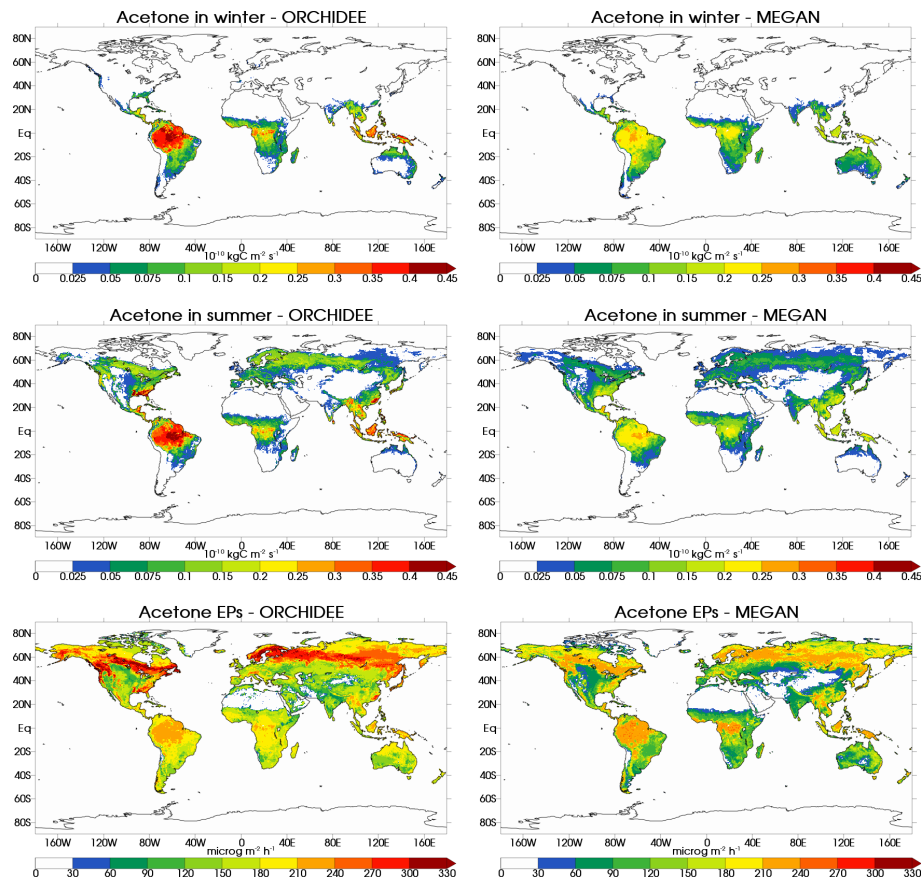 Acetone in winter - ORCHIDEE
80N
60N
40N
20N
Eq
20S
40S
60S
80S
160W 120W 80W 40W 0 40E 80E 120E 160E
10⁻¹⁰ kgC m⁻² s⁻¹
0 0.025 0.05 0.075 0.1 0.15 0.2 0.25 0.3 0.35 0.4 0.45
Acetone in winter - MEGAN
80N
60N
40N
20N
Eq
20S
40S
60S
80S
160W 120W 80W 40W 0 40E 80E 120E 160E
10⁻¹⁰ kgC m⁻² s⁻¹
0 0.025 0.05 0.075 0.1 0.15 0.2 0.25 0.3 0.35 0.4 0.45
Acetone in summer - ORCHIDEE
80N
60N
40N
20N
Eq
20S
40S
60S
80S
160W 120W 80W 40W 0 40E 80E 120E 160E
10⁻¹⁰ kgC m⁻² s⁻¹
0 0.025 0.05 0.075 0.1 0.15 0.2 0.25 0.3 0.35 0.4 0.45
Acetone in summer - MEGAN
80N
60N
40N
20N
Eq
20S
40S
60S
80S
160W 120W 80W 40W 0 40E 80E 120E 160E
10⁻¹⁰ kgC m⁻² s⁻¹
0 0.025 0.05 0.075 0.1 0.15 0.2 0.25 0.3 0.35 0.4 0.45
Acetone EPs - ORCHIDEE
80N
60N
40N
20N
Eq
20S
40S
60S
80S
160W 120W 80W 40W 0 40E 80E 120E 160E
microg m⁻² h⁻¹
0 30 60 90 120 150 180 210 240 270 300 330
Acetone EPs - MEGAN
80N
60N
40N
20N
Eq
20S
40S
60S
80S
160W 120W 80W 40W 0 40E 80E 120E 160E
microg m⁻² h⁻¹
0 30 60 90 120 150 180 210 240 270 300 330